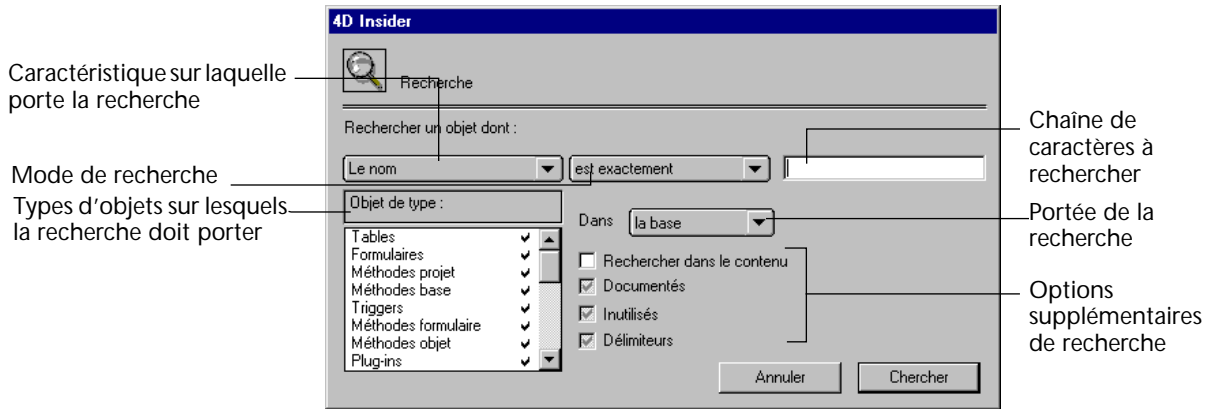 4D Insider
Recherche
Rechercher un objet dont :
Le nom
est exactement
Objet de type :
Tables
Formulaires
Méthodes projet
Méthodes base
Triggers
Méthodes formulaire
Méthodes objet
Plug-ins
Dans
la base
Rechercher dans le contenu
Documentés
Inutilisés
Délimiteurs
Annuler
Chercher
Caractéristique sur laquelle
porte la recherche
Mode de recherche
Types d'objets sur lesquels
la recherche doit porter
Chaîne de
caractères à
rechercher
Portée de la
recherche
Options
supplémentaires
de recherche